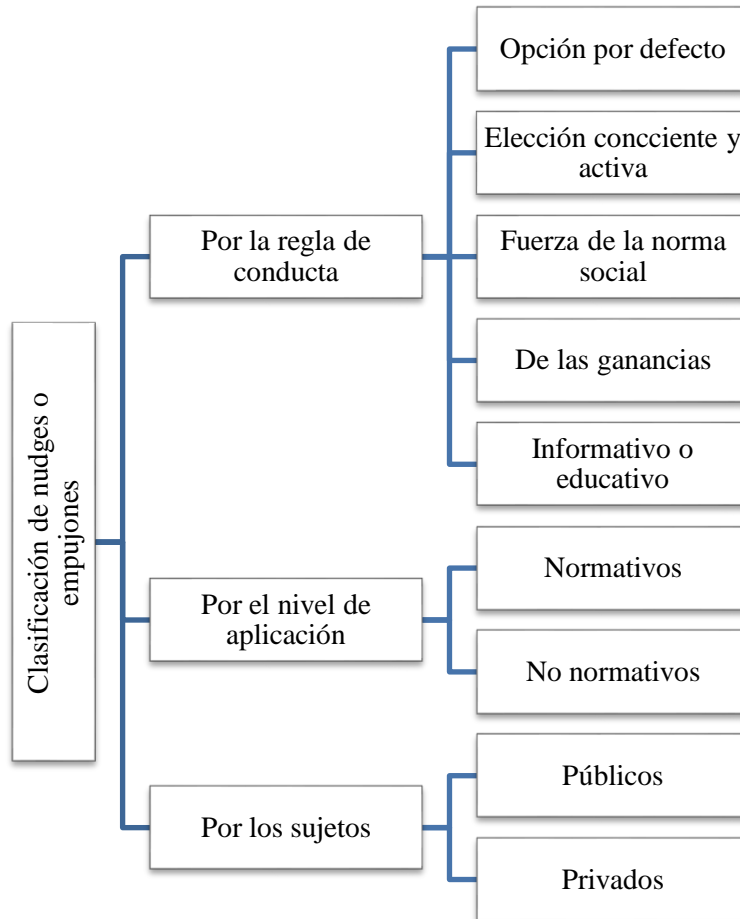 Clasificación de nudges o
empujones
Por la regla de
conducta
Opción por defecto
Elección concciente y
activa
Fuerza de la norma
social
De las ganancias
Informativo o
educativo
Por el nivel de
aplicación
Normativos
No normativos
Por los sujetos
Públicos
Privados